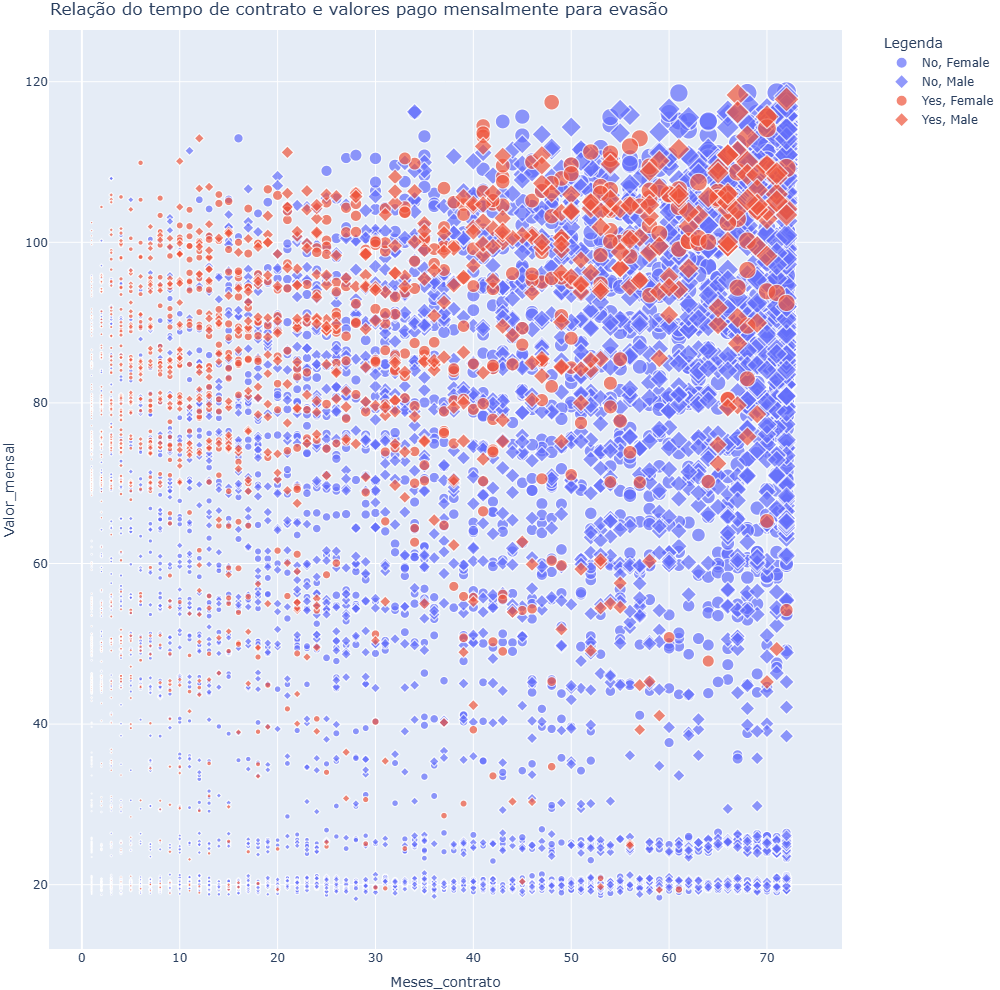 Relação do tempo de contrato e valores pago mensalmente para evasão
Legenda
No, Female
No, Male
Yes, Female
Yes, Male
Valor_mensal
120
100
80
60
40
20
0 10 20 30 40 50 60 70
Meses_contrato